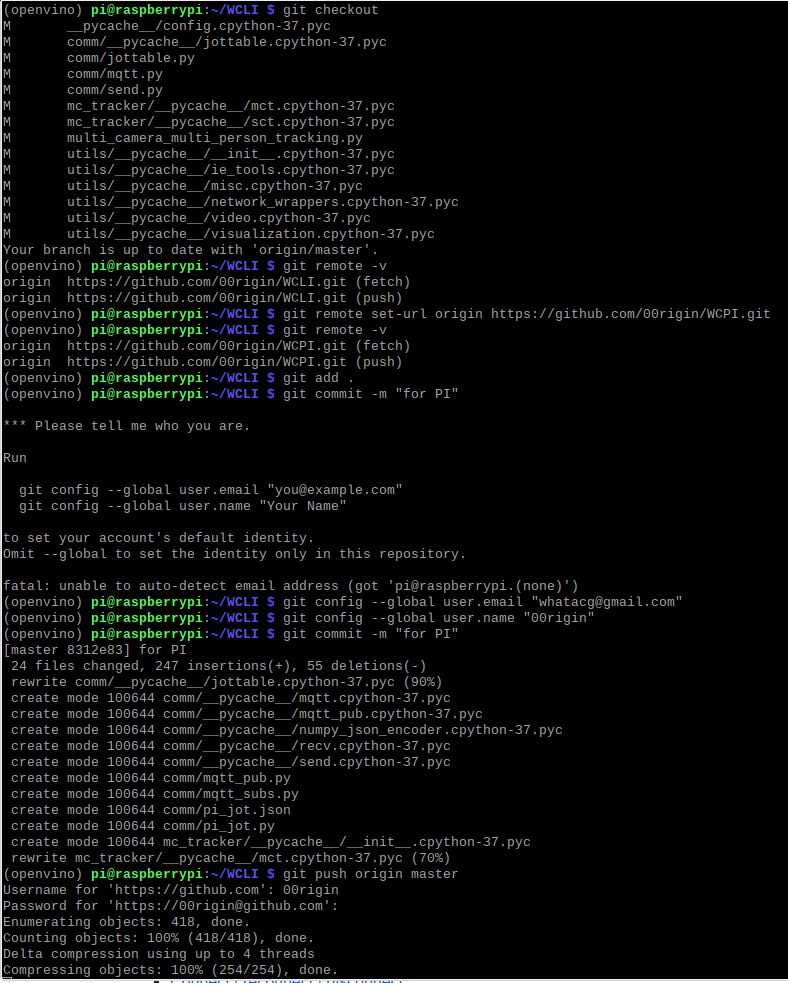 (openvino) pi@raspberrypi:~/WCLI $ git checkout
M       __pycache__/config.cpython-37.pyc
M       comm/__pycache__/jottable.cpython-37.pyc
M       comm/jottable.py
M       comm/mqtt.py
M       comm/send.py
M       mc_tracker/__pycache__/mct.cpython-37.pyc
M       mc_tracker/__pycache__/sct.cpython-37.pyc
M       multi_camera_multi_person_tracking.py
M       utils/__pycache__/__init__.cpython-37.pyc
M       utils/__pycache__/ie_tools.cpython-37.pyc
M       utils/__pycache__/misc.cpython-37.pyc
M       utils/__pycache__/network_wrappers.cpython-37.pyc
M       utils/__pycache__/video.cpython-37.pyc
M       utils/__pycache__/visualization.cpython-37.pyc
Your branch is up to date with 'origin/master'.
(openvino) pi@raspberrypi:~/WCLI $ git remote -v
origin  https://github.com/00rigin/WCLI.git (fetch)
origin  https://github.com/00rigin/WCLI.git (push)
(openvino) pi@raspberrypi:~/WCLI $ git remote set-url origin https://github.com/00rigin/WCPI.git
(openvino) pi@raspberrypi:~/WCLI $ git remote -v
origin  https://github.com/00rigin/WCPI.git (fetch)
origin  https://github.com/00rigin/WCPI.git (push)
(openvino) pi@raspberrypi:~/WCLI $ git add .
(openvino) pi@raspberrypi:~/WCLI $ git commit -m "for PI"

*** Please tell me who you are.

Run

  git config --global user.email "you@example.com"
  git config --global user.name "Your Name"

to set your account's default identity.
Omit --global to set the identity only in this repository.

fatal: unable to auto-detect email address (got 'pi@raspberrypi.(none)')
(openvino) pi@raspberrypi:~/WCLI $ git config --global user.email "whatacg@gmail.com"
(openvino) pi@raspberrypi:~/WCLI $ git config --global user.name "00rigin"
(openvino) pi@raspberrypi:~/WCLI $ git commit -m "for PI"
[master 8312e83] for PI
 24 files changed, 247 insertions(+), 55 deletions(-)
 rewrite comm/__pycache__/jottable.cpython-37.pyc (90%)
 create mode 100644 comm/__pycache__/mqtt.cpython-37.pyc
 create mode 100644 comm/__pycache__/mqtt_pub.cpython-37.pyc
 create mode 100644 comm/__pycache__/numpy_json_encoder.cpython-37.pyc
 create mode 100644 comm/__pycache__/recv.cpython-37.pyc
 create mode 100644 comm/__pycache__/send.cpython-37.pyc
 create mode 100644 comm/mqtt_pub.py
 create mode 100644 comm/mqtt_subs.py
 create mode 100644 comm/pi_jot.json
 create mode 100644 comm/pi_jot.py
 create mode 100644 mc_tracker/__pycache__/__init__.cpython-37.pyc
 rewrite mc_tracker/__pycache__/mct.cpython-37.pyc (70%)
(openvino) pi@raspberrypi:~/WCLI $ git push origin master
Username for 'https://github.com': 00rigin
Password for 'https://00rigin@github.com':
Enumerating objects: 418, done.
Counting objects: 100% (418/418), done.
Delta compression using up to 4 threads
Compressing objects: 100% (254/254), done.